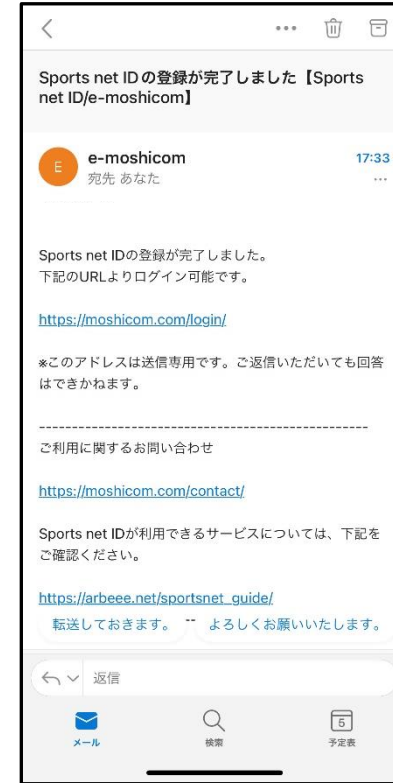 Sports net IDの登録が完了しました【Sports
net ID/e-moshicom】
E
e-moshicom
17:33
宛先 あなた
Sports net IDの登録が完了しました。
下記のURLよりログイン可能です。
https://moshicom.com/login/
※このアドレスは送信専用です。ご返信いただいても回答
はできかねます。
--------------------------------------------------
ご利用に関するお問い合わせ
https://moshicom.com/contact/
Sports net IDが利用できるサービスについては、下記を
ご確認ください。
https://arbeee.net/sportsnet_guide/
転送しておきます。 -- よろしくお願いいたします。
返信
メール 検索 5 予定表